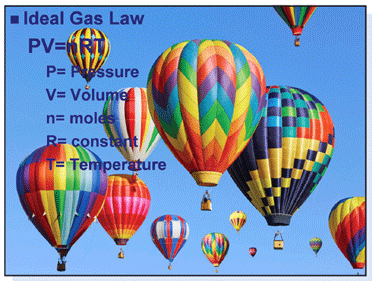 Ideal Gas Law
PV=nRT
P= Pressure
V= Volume
n= moles
R= constant
T= Temperature